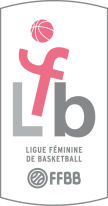 Lfb
LIGUE FÉMININE
DE BASKETBALL
FFBB